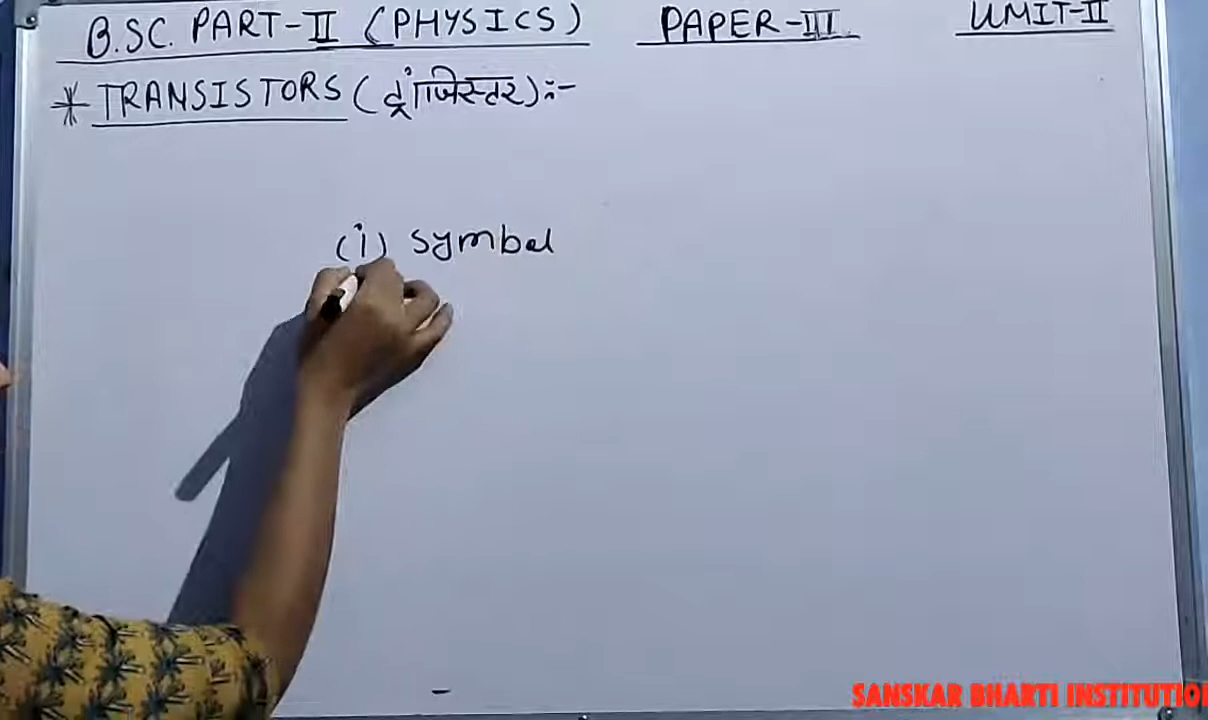 B.SC. PART-II (PHYSICS) PAPER-III UNIT-II
* TRANSISTORS (ट्रांजिस्टर):-
(i) symbol
SANSKAR BHARTI INSTITUTION